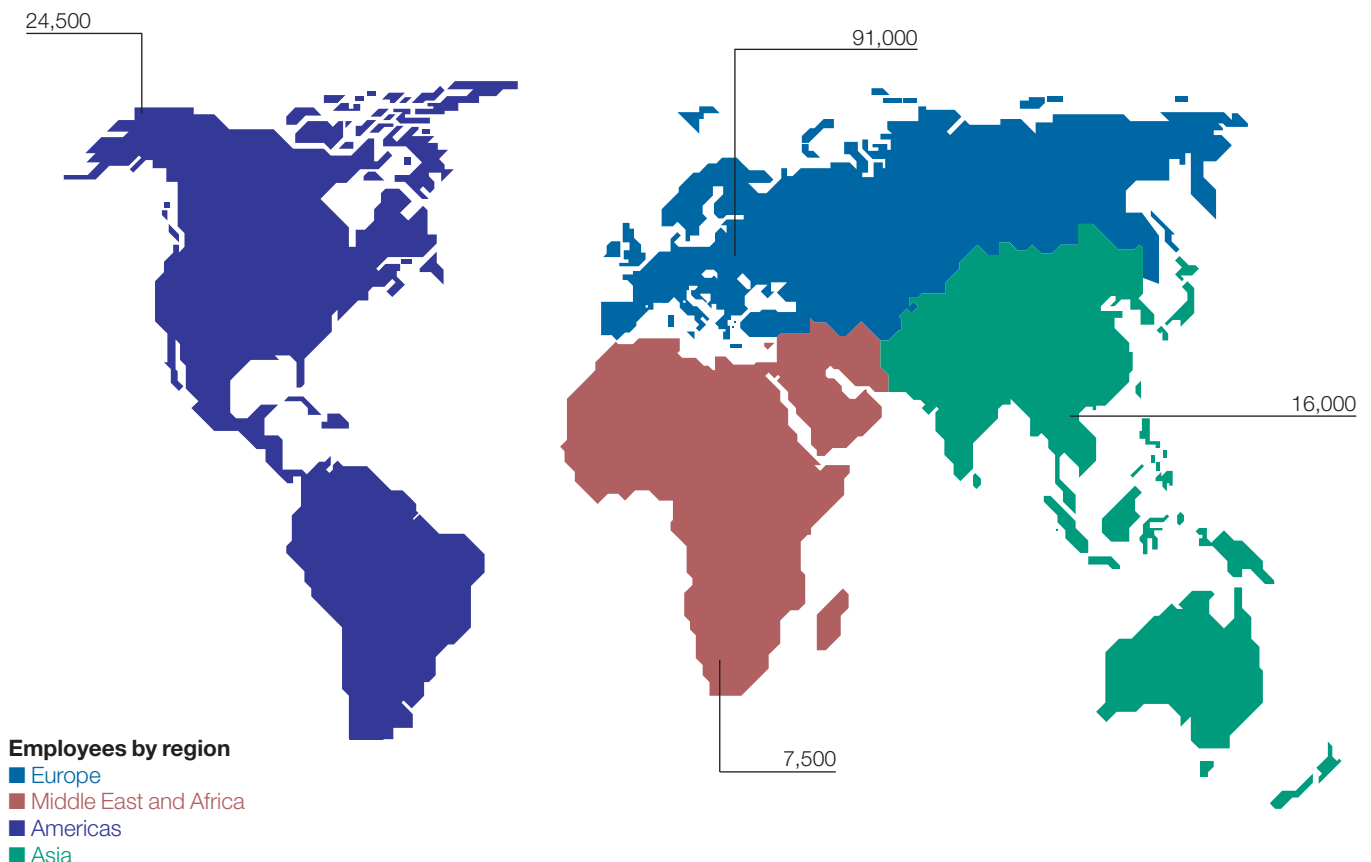 24,500
91,000
16,000
7,500
Employees by region
Europe
Middle East and Africa
Americas
Asia